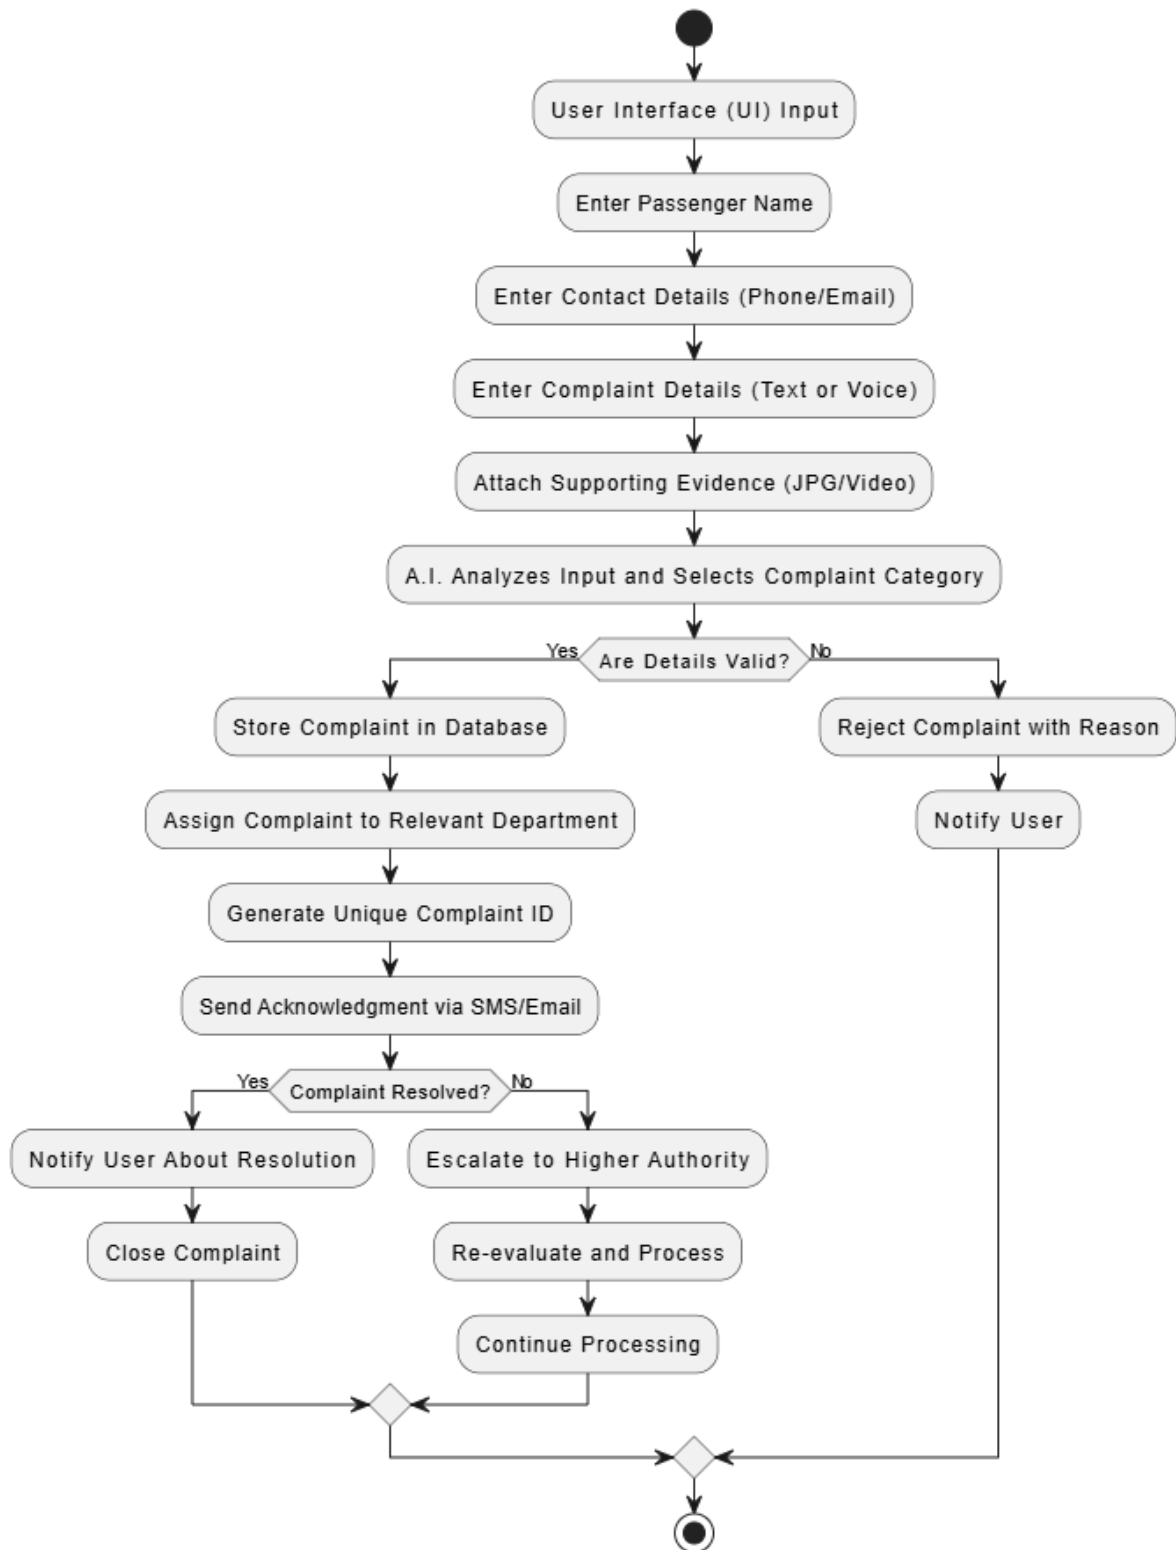 User Interface (UI) Input
Enter Passenger Name
Enter Contact Details (Phone/Email)
Enter Complaint Details (Text or Voice)
Attach Supporting Evidence (JPG/Video)
A.I. Analyzes Input and Selects Complaint Category
Yes
Are Details Valid?
No
Store Complaint in Database
Reject Complaint with Reason
Assign Complaint to Relevant Department
Notify User
Generate Unique Complaint ID
Send Acknowledgment via SMS/Email
Yes
Complaint Resolved?
No
Notify User About Resolution
Escalate to Higher Authority
Close Complaint
Re-evaluate and Process
Continue Processing